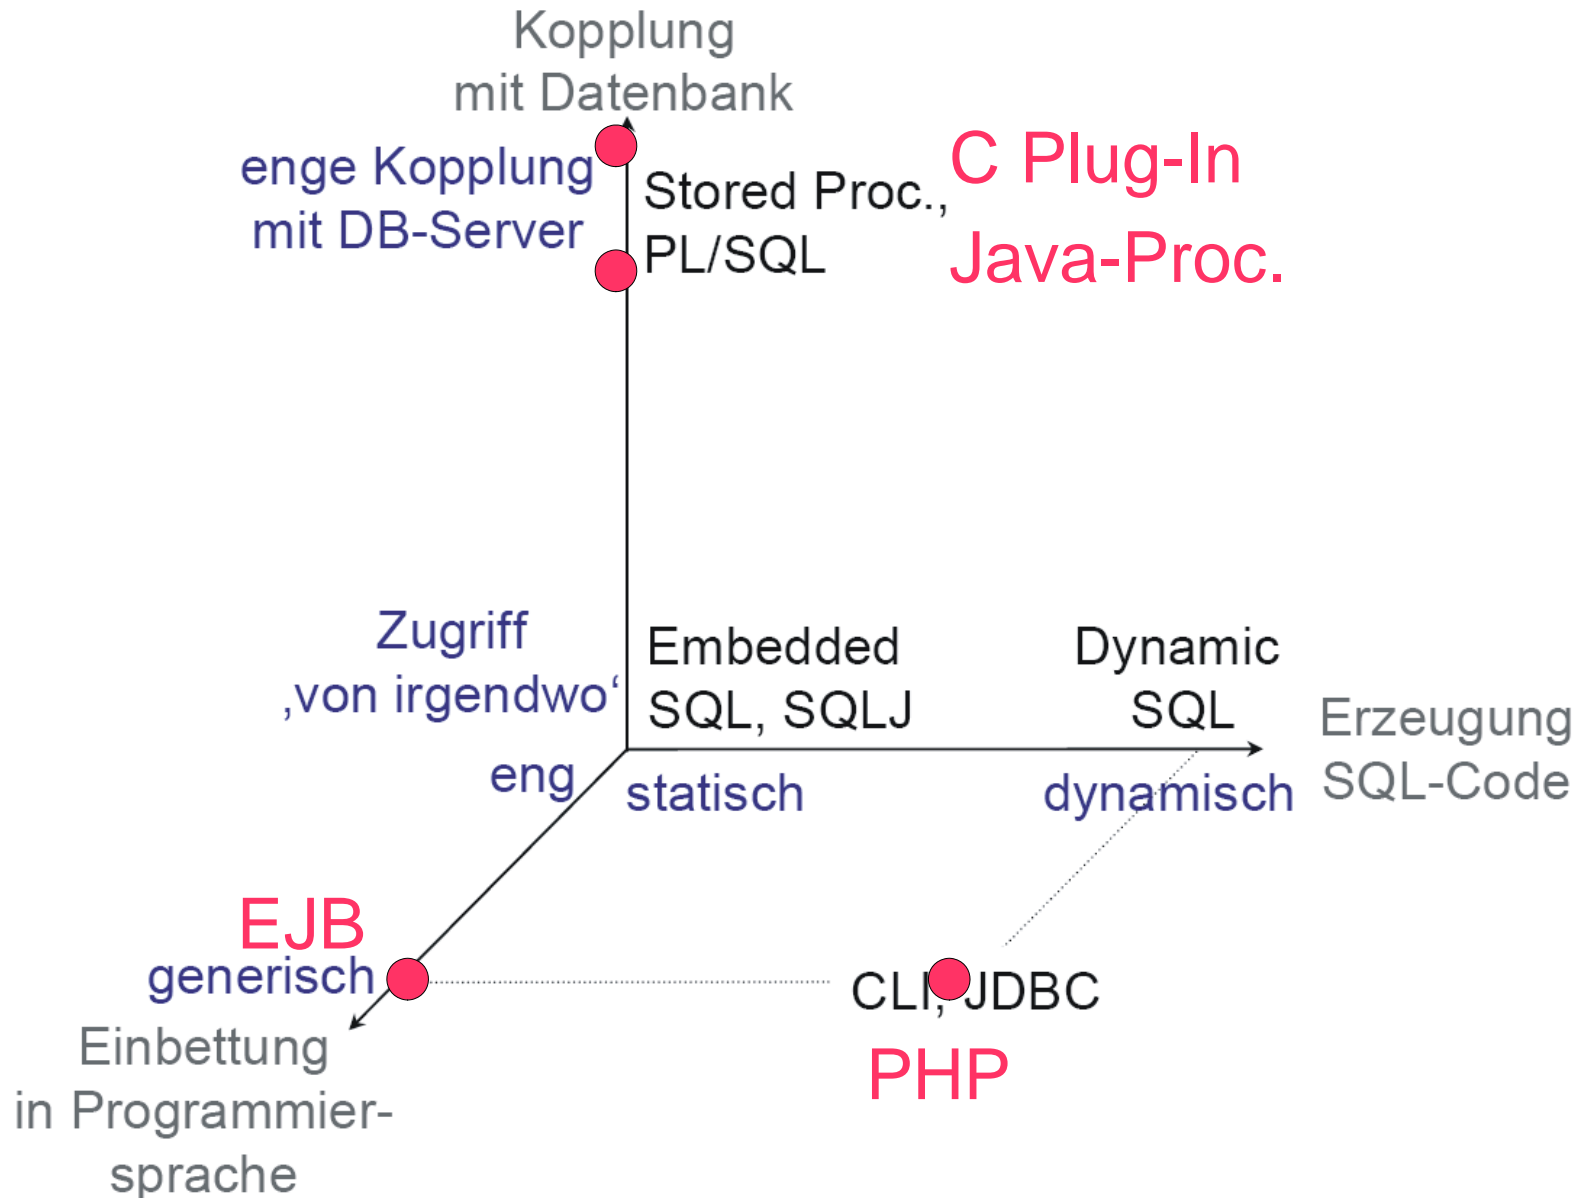 Kopplung
mit Datenbank
enge Kopplung
mit DB-Server
Stored Proc.,
PL/SQL
C Plug-In
Java-Proc.
Zugriff
‚von irgendwo‘
Embedded
SQL, SQLJ
Dynamic
SQL
Erzeugung
SQL-Code
eng
statisch
dynamisch
EJB
generisch
CLI, JDBC
PHP
Einbettung
in Programmier-
sprache